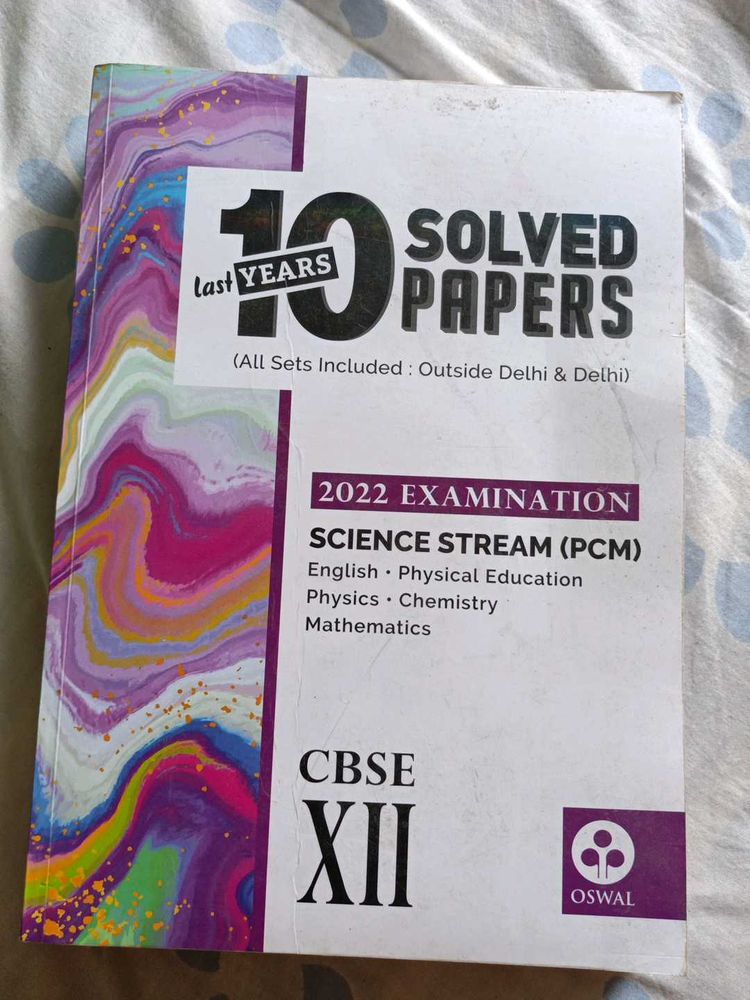 last YEARS
10
SOLVED
PAPERS
(All Sets Included : Outside Delhi & Delhi)
2022 EXAMINATION
SCIENCE STREAM (PCM)
English • Physical Education
Physics • Chemistry
Mathematics
CBSE
XII
OSWAL